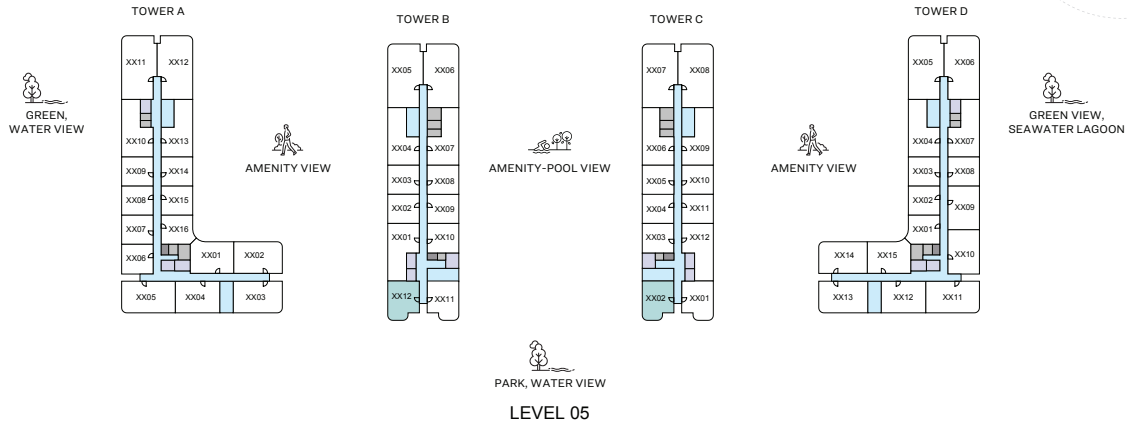 TOWER A
TOWER B
TOWER C
TOWER D
XX11
XX12
XX10
XX13
XX09
XX14
XX08
XX15
XX07
XX16
XX06
XX01
XX02
XX05
XX04
XX03
XX05
XX06
XX04
XX07
XX03
XX08
XX02
XX09
XX01
XX10
XX12
XX11
XX07
XX08
XX06
XX09
XX05
XX10
XX04
XX11
XX03
XX12
XX02
XX01
XX05
XX06
XX04
XX07
XX03
XX08
XX02
XX09
XX01
XX10
XX14
XX15
XX13
XX12
XX11
GREEN,
WATER VIEW
AMENITY VIEW
AMENITY-POOL VIEW
AMENITY VIEW
GREEN VIEW,
SEAWATER LAGOON
PARK, WATER VIEW
LEVEL 05